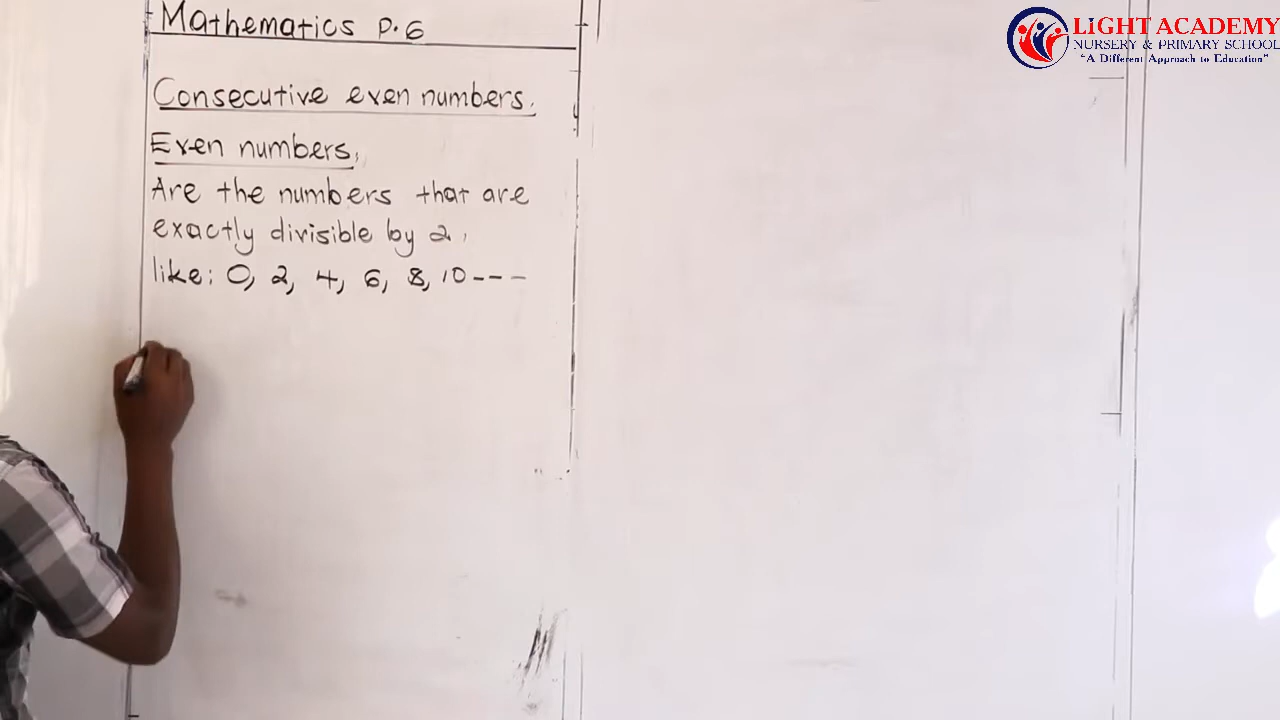 Mathematics P.6
Consecutive even numbers.
Even numbers.
Are the numbers that are
exactly divisible by 2.
like: 0, 2, 4, 6, 8, 10 - - -
LIGHT ACADEMY
NURSERY & PRIMARY SCHOOL
"A Different Approach to Education"